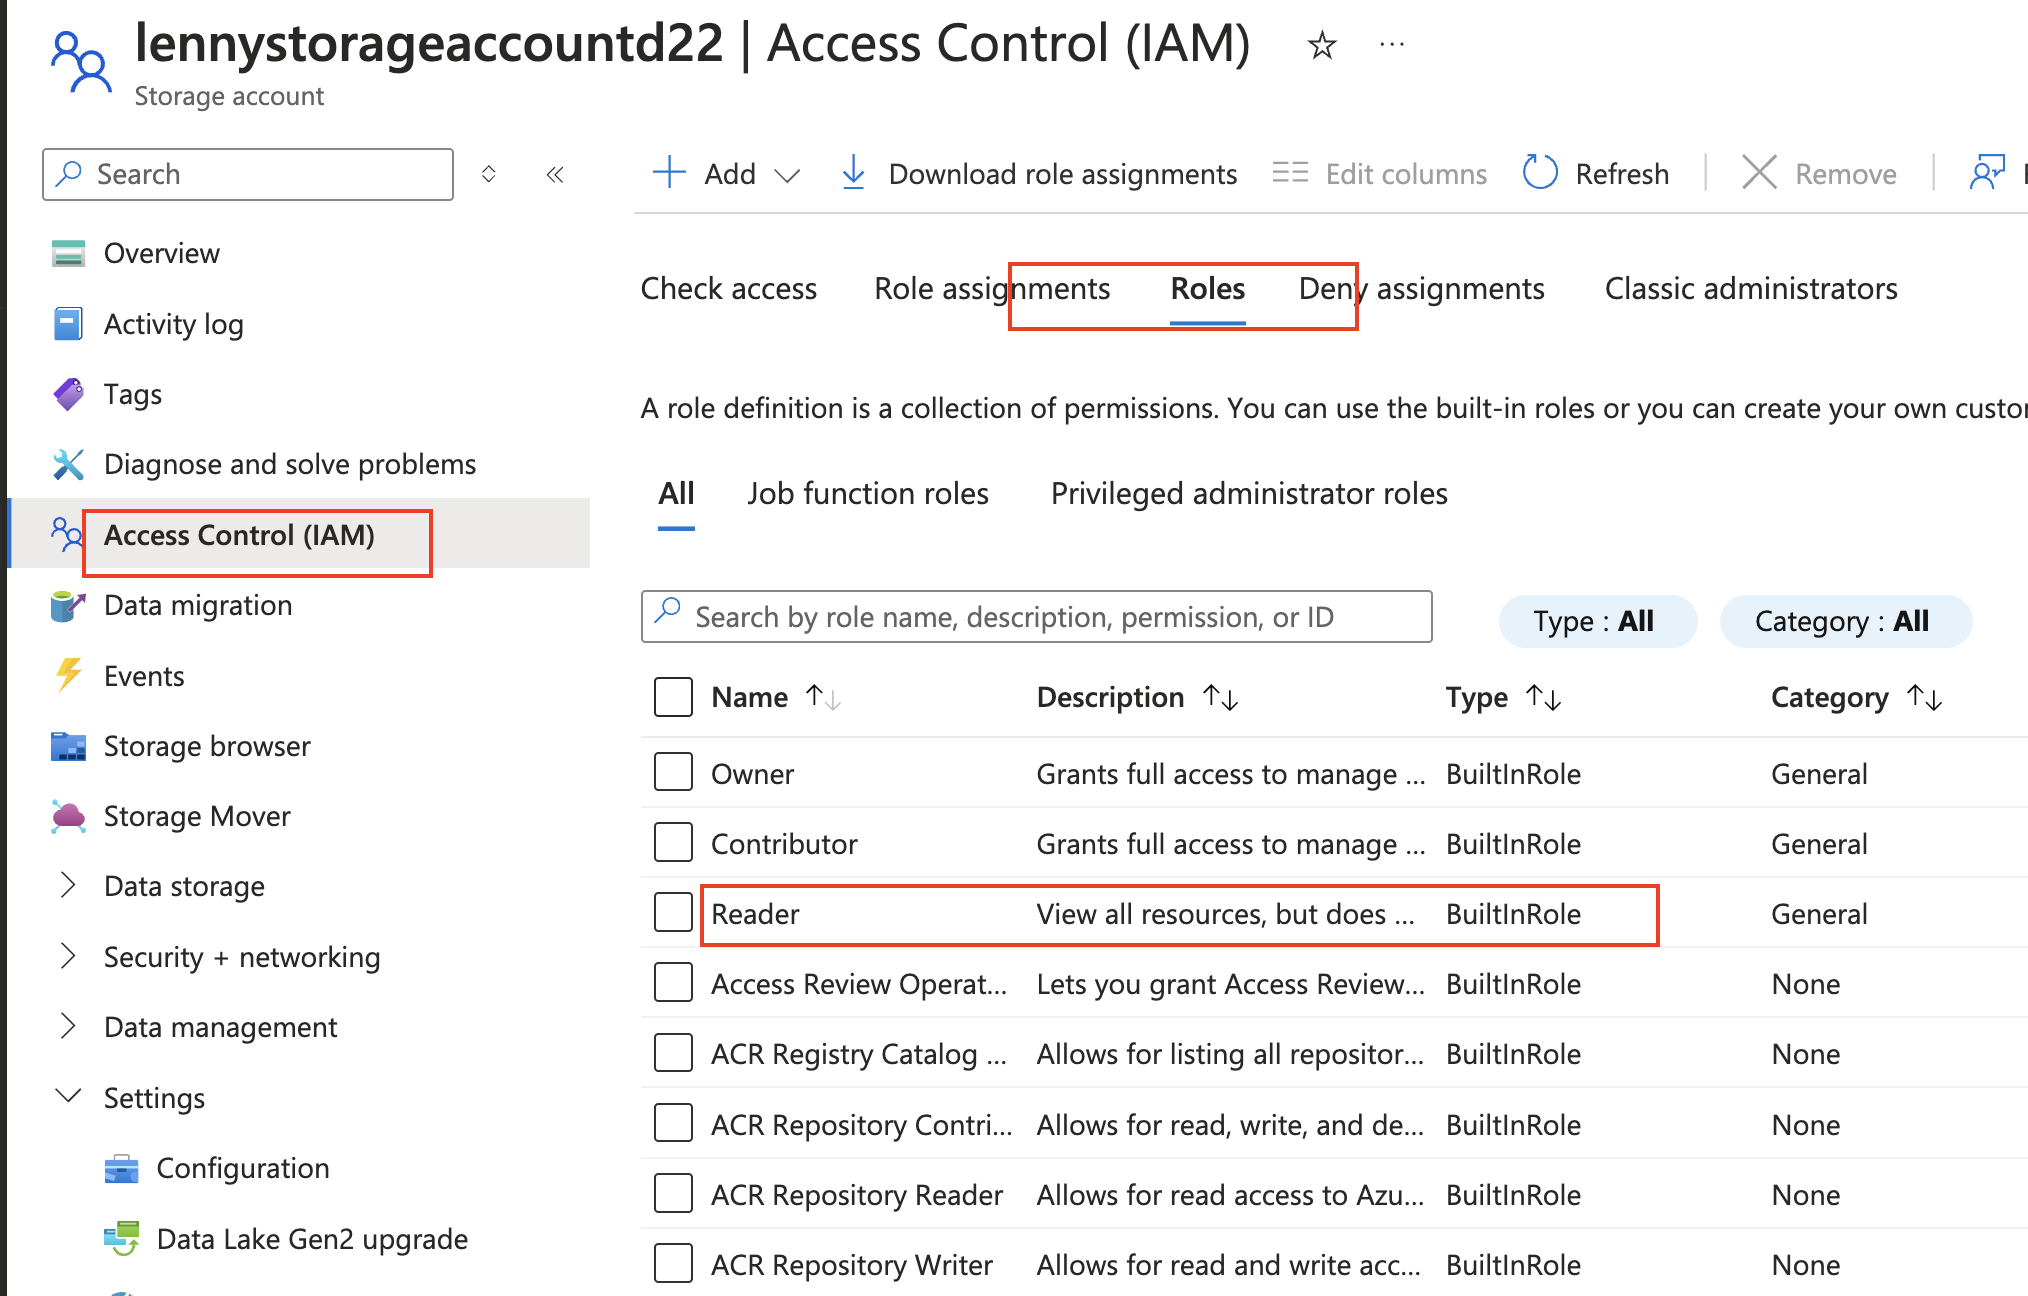 lennystorageaccountd22 | Access Control (IAM)
Storage account
Search
Add
Download role assignments
Edit columns
Refresh
Remove
Overview
Activity log
Tags
Diagnose and solve problems
Access Control (IAM)
Data migration
Events
Storage browser
Storage Mover
Data storage
Security + networking
Data management
Settings
Configuration
Data Lake Gen2 upgrade
Check access Role assignments Roles Deny assignments Classic administrators
A role definition is a collection of permissions. You can use the built-in roles or you can create your own
All Job function roles Privileged administrator roles
Search by role name, description, permission, or ID
Type : All
Category : All
Name Description Type Category
Owner Grants full access to manage ... BuiltInRole General
Contributor Grants full access to manage ... BuiltInRole General
Reader View all resources, but does ... BuiltInRole General
Access Review Operat... Lets you grant Access Review... BuiltInRole None
ACR Registry Catalog ... Allows for listing all repositor... BuiltInRole None
ACR Repository Contri... Allows for read, write, and de... BuiltInRole None
ACR Repository Reader Allows for read access to Azu... BuiltInRole None
ACR Repository Writer Allows for read and write acc... BuiltInRole None